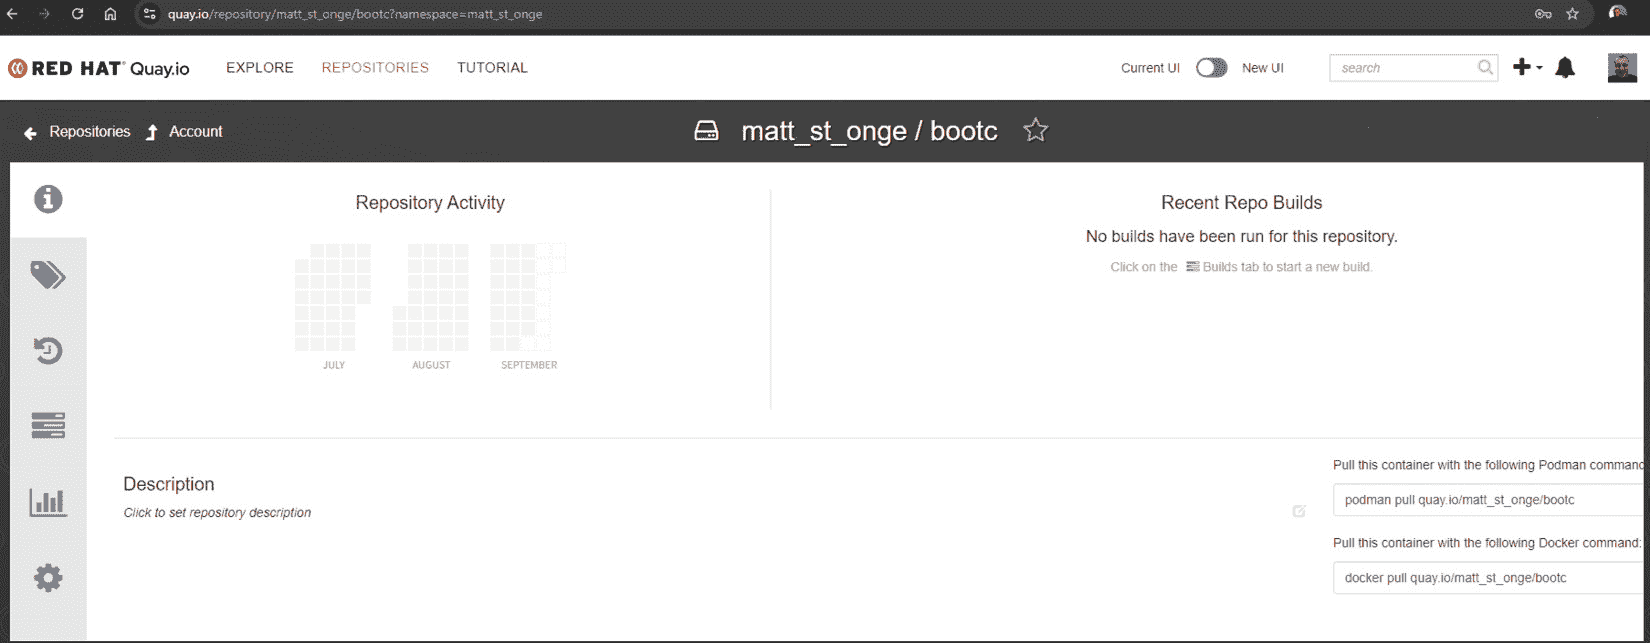 quay.io/repository/matt_st_onge/bootc?namespace=matt_st_onge
RED HAT Quay.io EXPLORE REPOSITORIES TUTORIAL Current UI New UI search
Repositories Account matt_st_onge / bootc
Repository Activity
JULY AUGUST SEPTEMBER
Recent Repo Builds
No builds have been run for this repository.
Click on the Builds tab to start a new build.
Description
Click to set repository description
Pull this container with the following Podman command
podman pull quay.io/matt_st_onge/bootc
Pull this container with the following Docker command:
docker pull quay.io/matt_st_onge/bootc